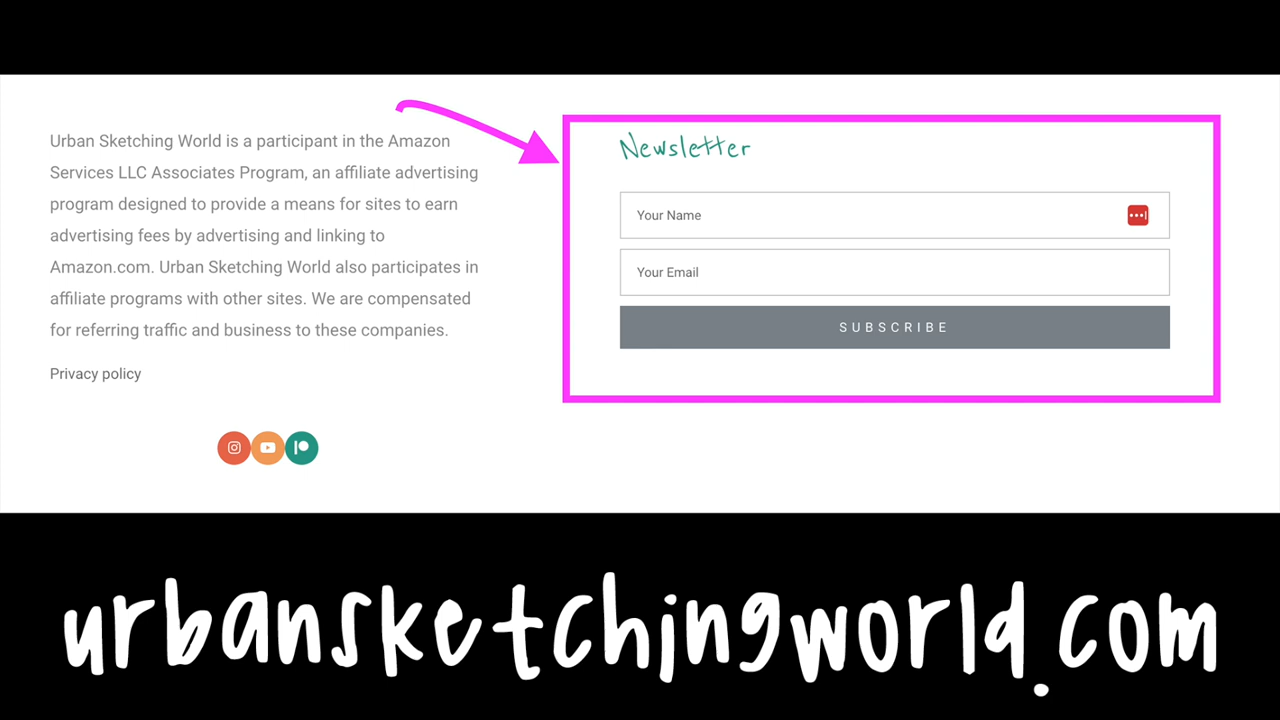 Urban Sketching World is a participant in the Amazon
Services LLC Associates Program, an affiliate advertising
program designed to provide a means for sites to earn
advertising fees by advertising and linking to
Amazon.com. Urban Sketching World also participates in
affiliate programs with other sites. We are compensated
for referring traffic and business to these companies.
Privacy policy
Newsletter
Your Name
Your Email
SUBSCRIBE
urbansketchingworld.com